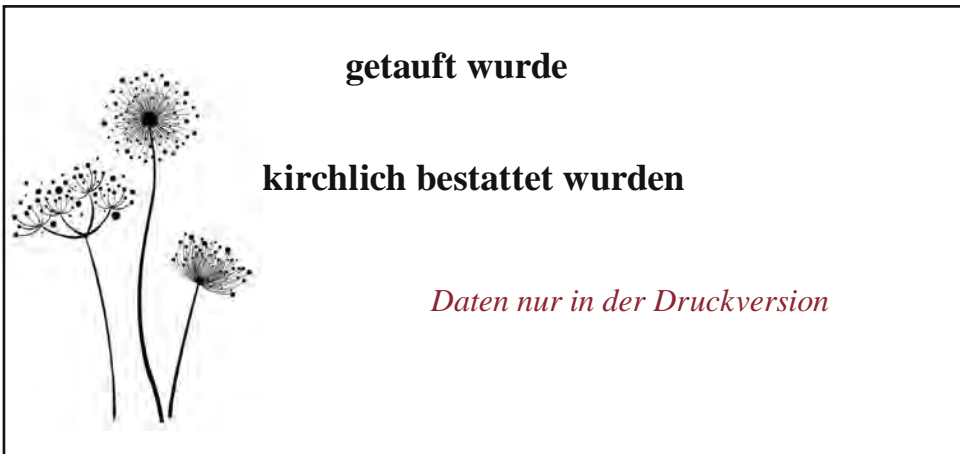 getauft wurde
kirchlich bestattet wurden
Daten nur in der Druckversion